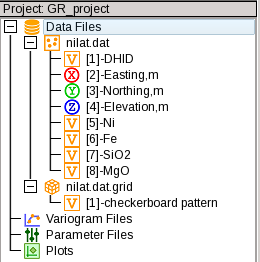 Project: GR_project
Data Files
nilat.dat
V [1]-DHID
X [2]-Easting,m
Y [3]-Northing,m
Z [4]-Elevation,m
V [5]-Ni
V [6]-Fe
V [7]-SiO2
V [8]-MgO
nilat.dat.grid
V [1]-checkerboard pattern
Variogram Files
Parameter Files
Plots